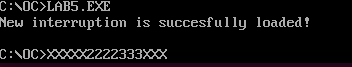 C:\OC>LAB5.EXE
New interruption is succesfully loaded!
C:\OC>XXXXX2222333XXX